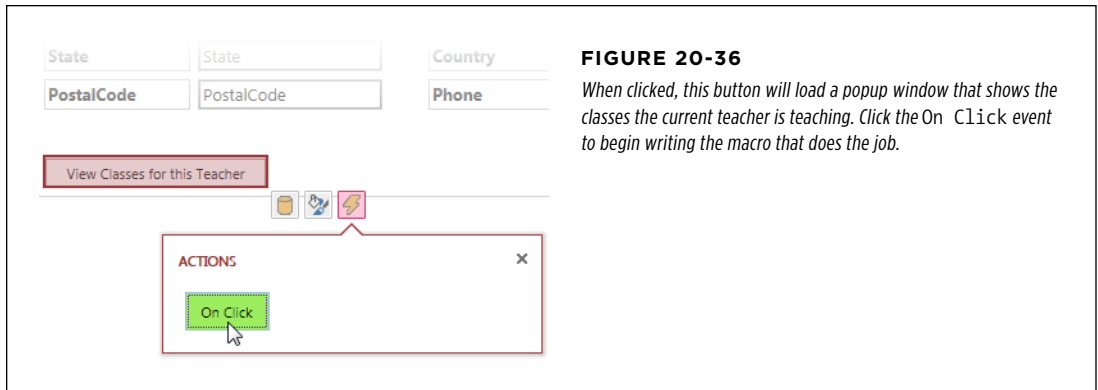 State
State
Country
PostalCode
PostalCode
Phone
View Classes for this Teacher
ACTIONS
On Click
FIGURE 20-36
When clicked, this button will load a popup window that shows the
classes the current teacher is teaching. Click the On Click event
to begin writing the macro that does the job.